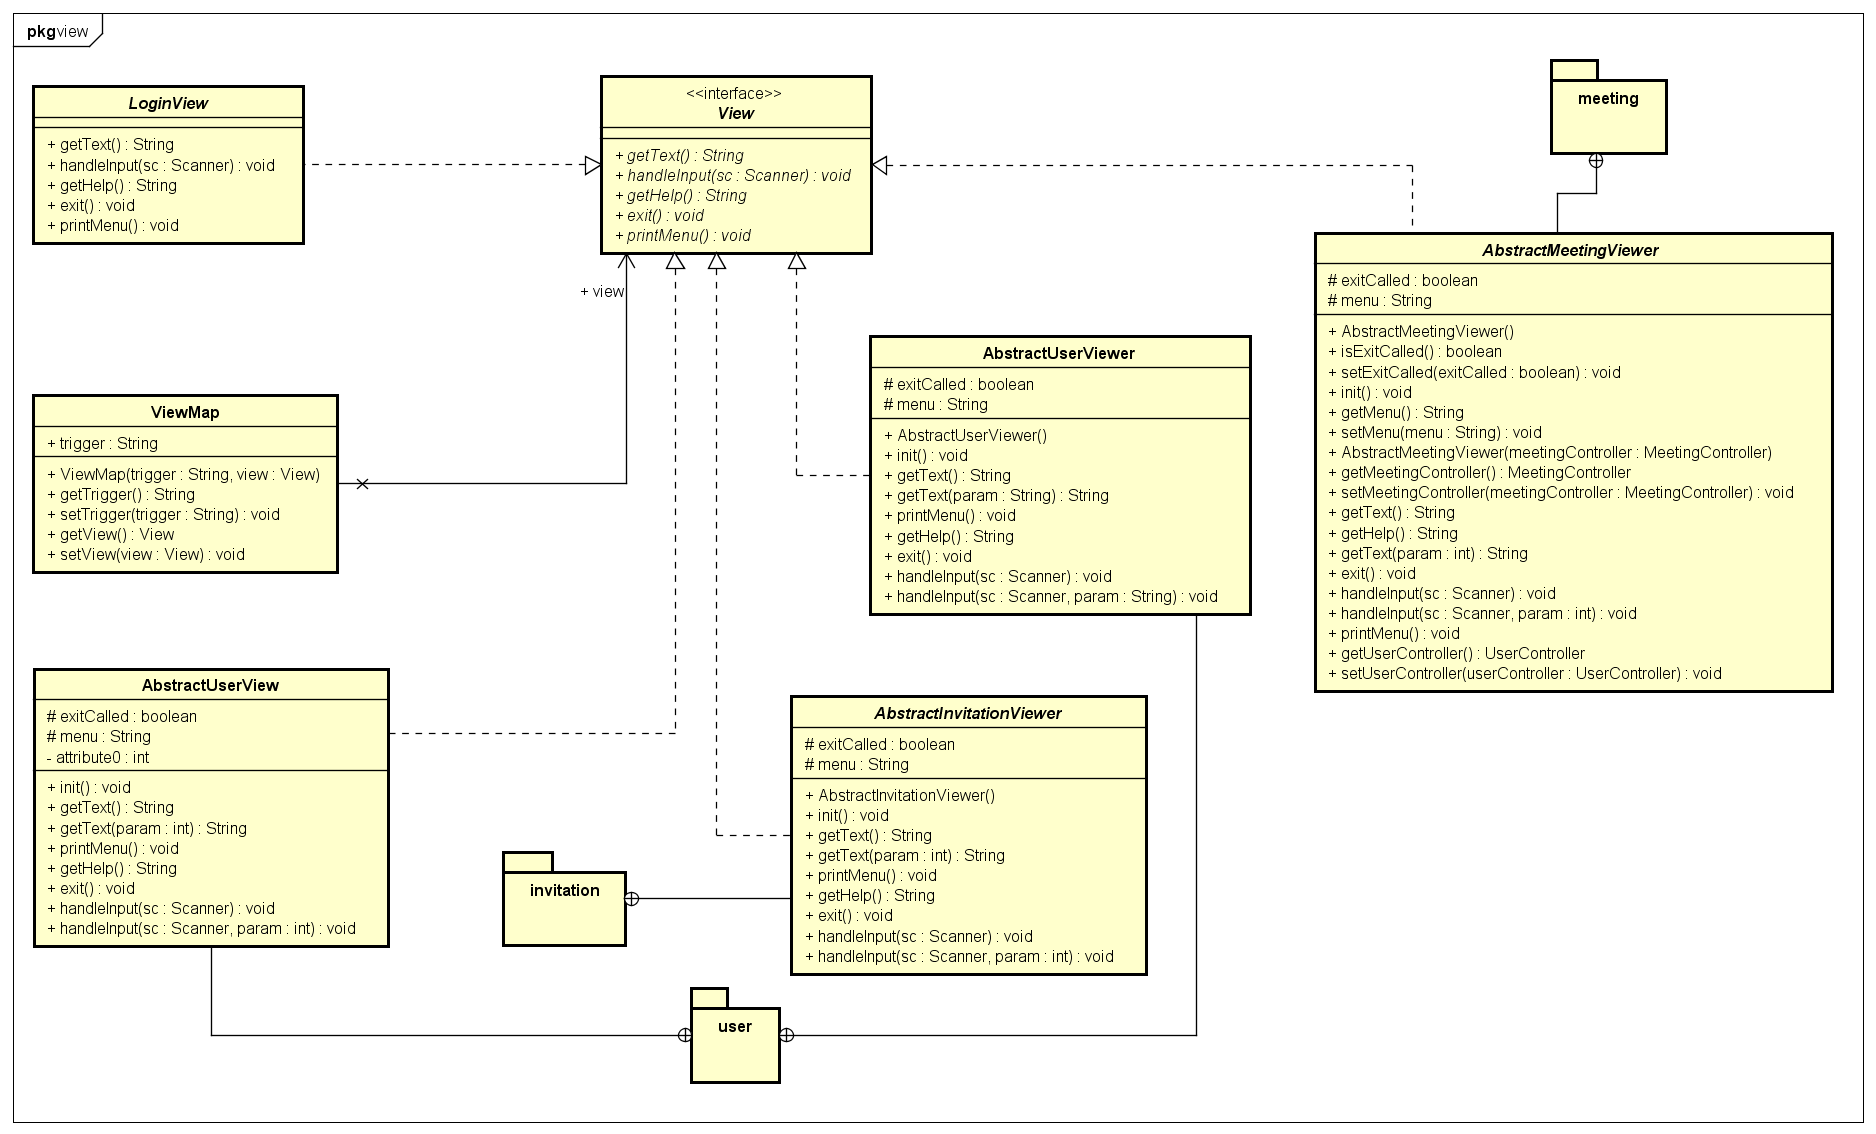 pkg view
LoginView
+ getText() : String
+ handleInput(sc : Scanner) : void
+ getHelp() : String
+ exit() : void
+ printMenu() : void
<<interface>>
View
+ getText() : String
+ handleInput(sc : Scanner) : void
+ getHelp() : String
+ exit() : void
+ printMenu() : void
meeting
+ view
AbstractMeetingViewer
# exitCalled : boolean
# menu : String
+ AbstractMeetingViewer()
+ isExitCalled() : boolean
+ setExitCalled(exitCalled : boolean) : void
+ init() : void
+ getMenu() : String
+ setMenu(menu : String) : void
+ AbstractMeetingViewer(meetingController : MeetingController)
+ getMeetingController() : MeetingController
+ setMeetingController(meetingController : MeetingController) : void
+ getText() : String
+ getHelp() : String
+ getText(param : int) : String
+ exit() : void
+ handleInput(sc : Scanner) : void
+ handleInput(sc : Scanner, param : int) : void
+ printMenu() : void
+ getUserController() : UserController
+ setUserController(userController : UserController) : void
AbstractUserViewer
# exitCalled : boolean
# menu : String
+ AbstractUserViewer()
+ init() : void
+ getText() : String
+ getText(param : String) : String
+ printMenu() : void
+ getHelp() : String
+ exit() : void
+ handleInput(sc : Scanner) : void
+ handleInput(sc : Scanner, param : String) : void
ViewMap
+ trigger : String
+ ViewMap(trigger : String, view : View)
+ getTrigger() : String
+ setTrigger(trigger : String) : void
+ getView() : View
+ setView(view : View) : void
AbstractUserView
# exitCalled : boolean
# menu : String
- attribute0 : int
+ init() : void
+ getText() : String
+ getText(param : int) : String
+ printMenu() : void
+ getHelp() : String
+ exit() : void
+ handleInput(sc : Scanner) : void
+ handleInput(sc : Scanner, param : int) : void
AbstractInvitationViewer
# exitCalled : boolean
# menu : String
+ AbstractInvitationViewer()
+ init() : void
+ getText() : String
+ getText(param : int) : String
+ printMenu() : void
+ getHelp() : String
+ exit() : void
+ handleInput(sc : Scanner) : void
+ handleInput(sc : Scanner, param : int) : void
invitation
user